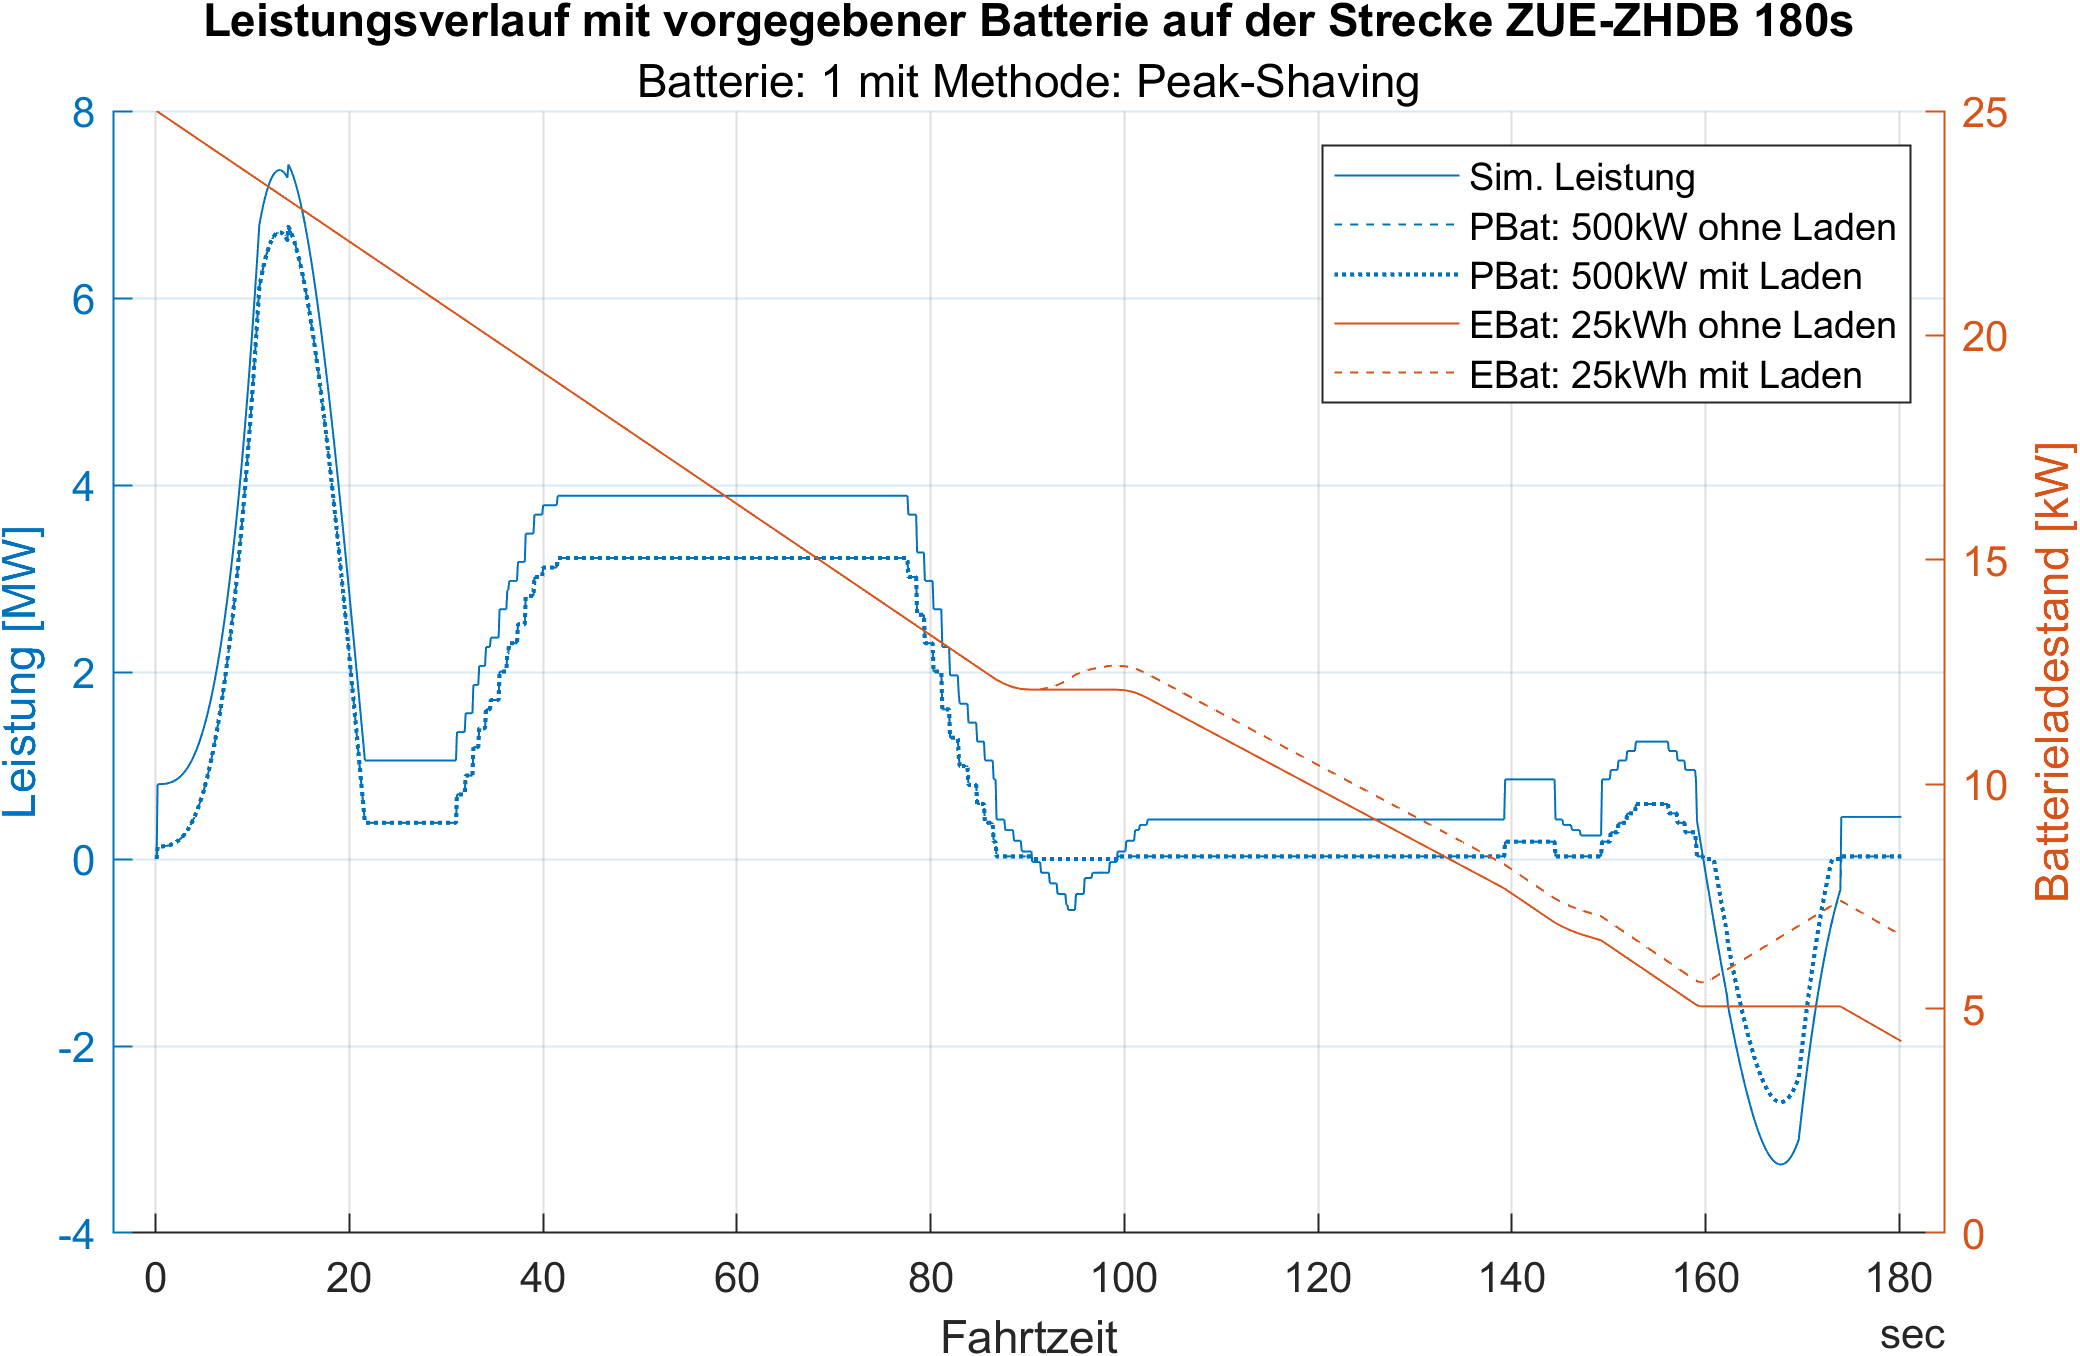 Leistungsverlauf mit vorgegebener Batterie auf der Strecke ZUE-ZHDB 180s
Batterie: 1 mit Methode: Peak-Shaving
8
6
4
2
0
-2
-4
Leistung [MW]
25
20
15
10
5
0
Batterieladestand [kW]
Sim. Leistung
PBat: 500kW ohne Laden
PBat: 500kW mit Laden
EBat: 25kWh ohne Laden
EBat: 25kWh mit Laden
0 20 40 60 80 100 120 140 160 180
Fahrtzeit
sec